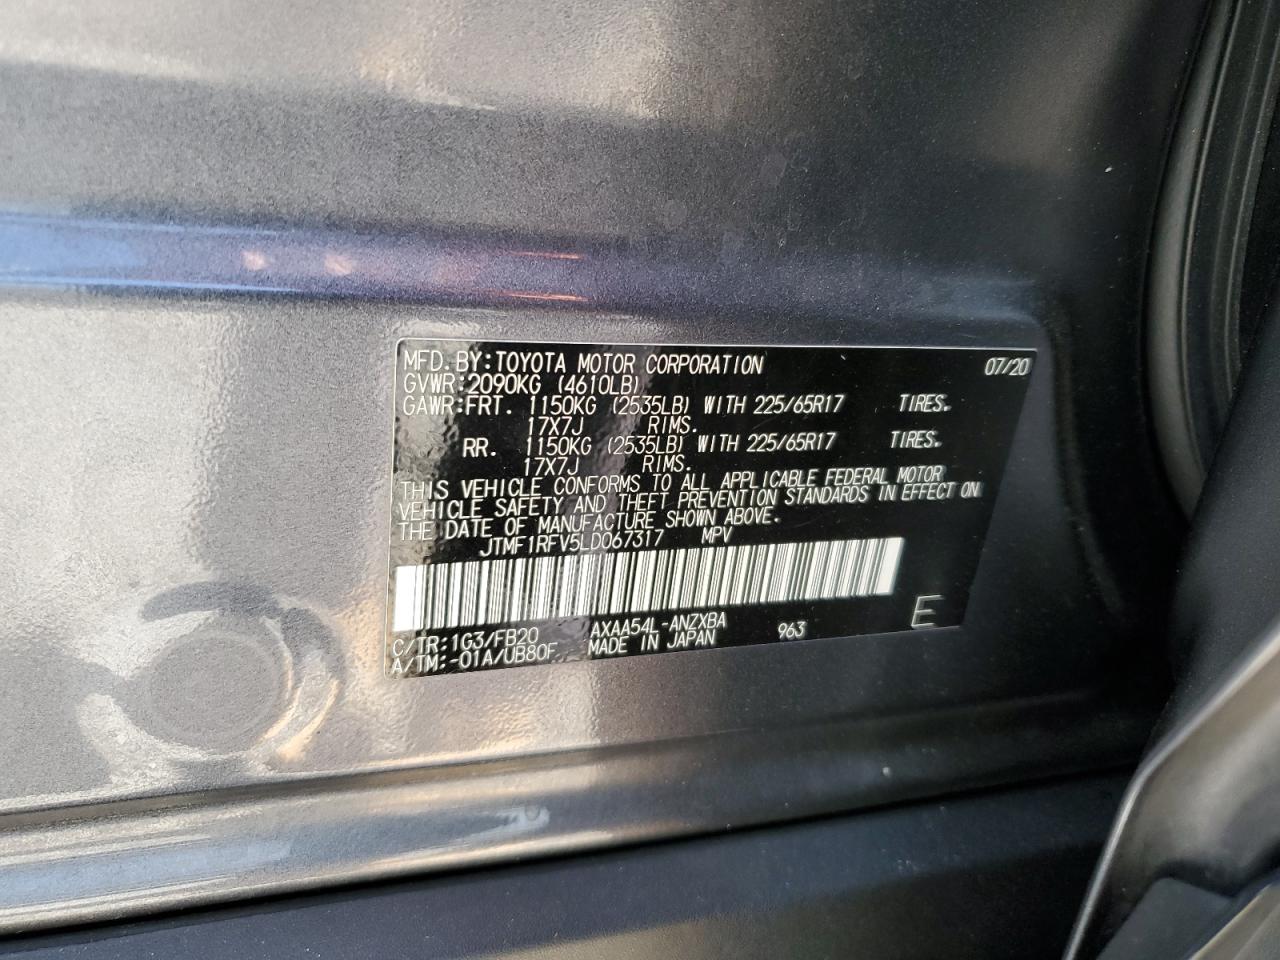 MFD. BY: TOYOTA MOTOR CORPORATION 07/20
GVWR: 2090KG (4610LB)
GAWR: FRT. 1150KG (2535LB) WITH 225/65R17 TIRES.
17X7J RIMS.
RR. 1150KG (2535LB) WITH 225/65R17 TIRES.
17X7J RIMS.
THIS VEHICLE CONFORMS TO ALL APPLICABLE FEDERAL MOTOR
VEHICLE SAFETY AND THEFT PREVENTION STANDARDS IN EFFECT ON
THE DATE OF MANUFACTURE SHOWN ABOVE.
JTMF1RFV5LD067317 MPV
C/TR: 1G3/FB20 AXAA54L-ANZXBA 963 E
A/TM: -01A/UB80F MADE IN JAPAN